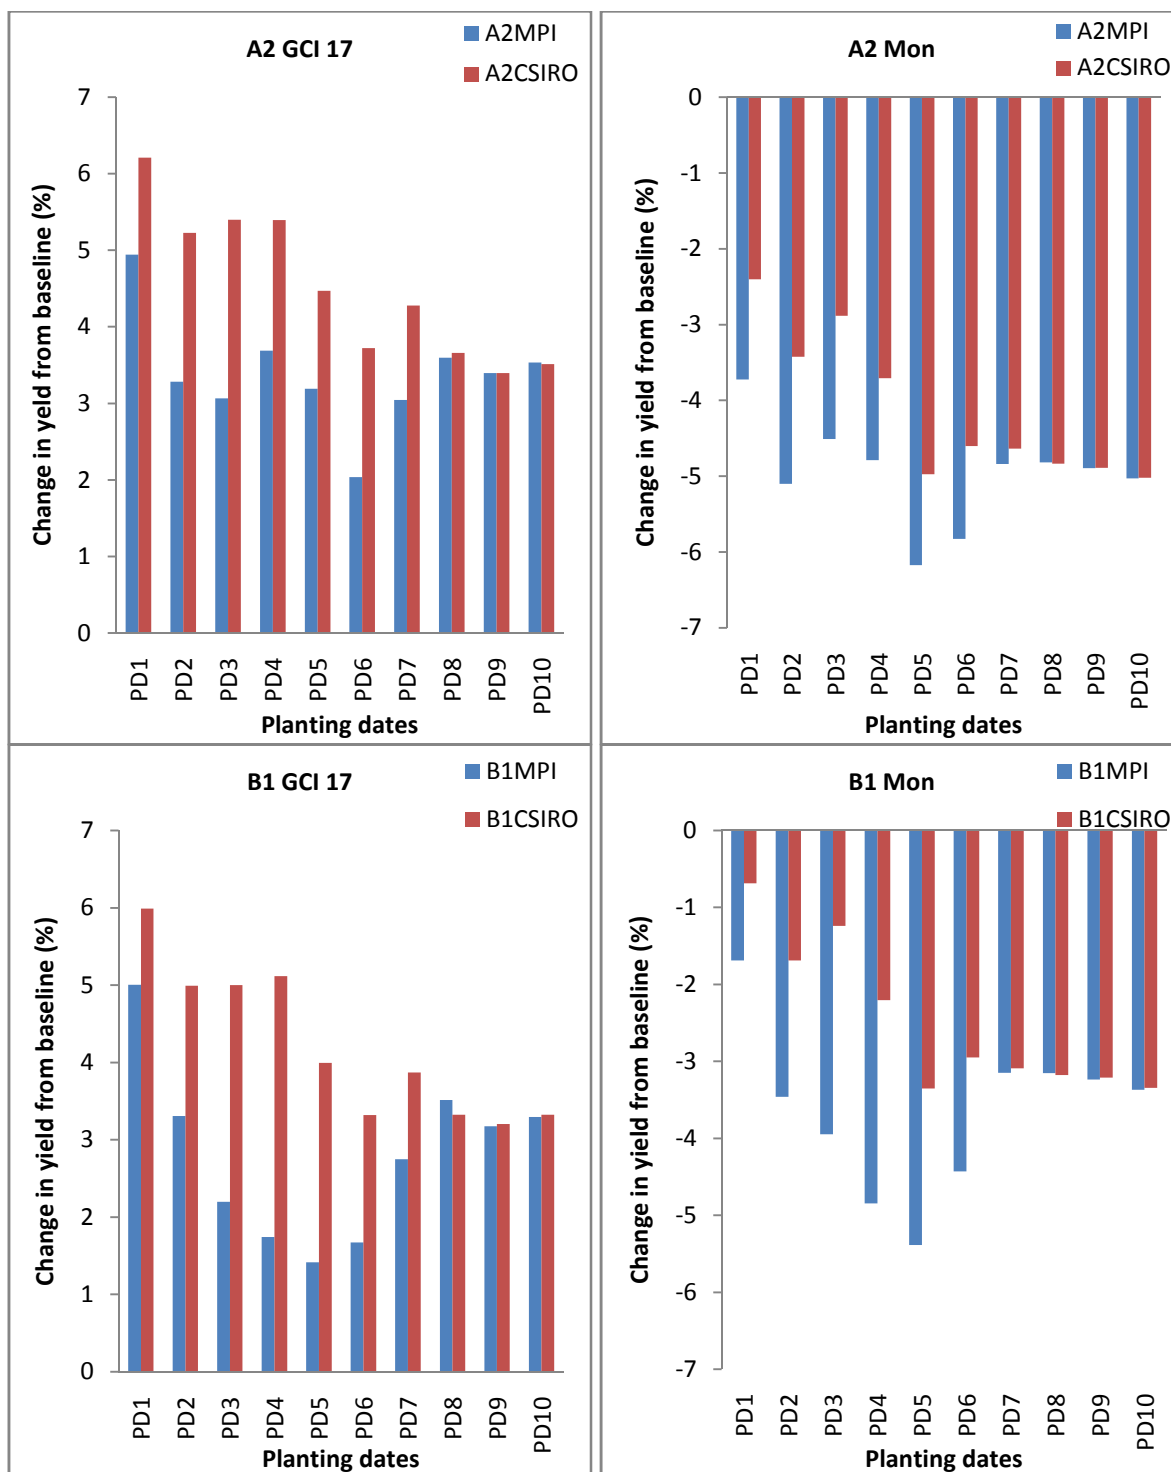 A2 GCI 17
A2MPI
A2CSIRO
Change in yeld from baseline (%)
7
6
5
4
3
2
1
0
PD1
PD2
PD3
PD4
PD5
PD6
PD7
PD8
PD9
PD10
Planting dates
A2 Mon
A2MPI
A2CSIRO
Change in yield from baseline (%)
0
-1
-2
-3
-4
-5
-6
-7
PD1
PD2
PD3
PD4
PD5
PD6
PD7
PD8
PD9
PD10
Planting dates
B1 GCI 17
B1MPI
B1CSIRO
Change in yield from baseline (%)
7
6
5
4
3
2
1
0
PD1
PD2
PD3
PD4
PD5
PD6
PD7
PD8
PD9
PD10
Planting dates
B1 Mon
B1MPI
B1CSIRO
Change in yield from baseline (%)
0
-1
-2
-3
-4
-5
-6
-7
PD1
PD2
PD3
PD4
PD5
PD6
PD7
PD8
PD9
PD10
Planting dates